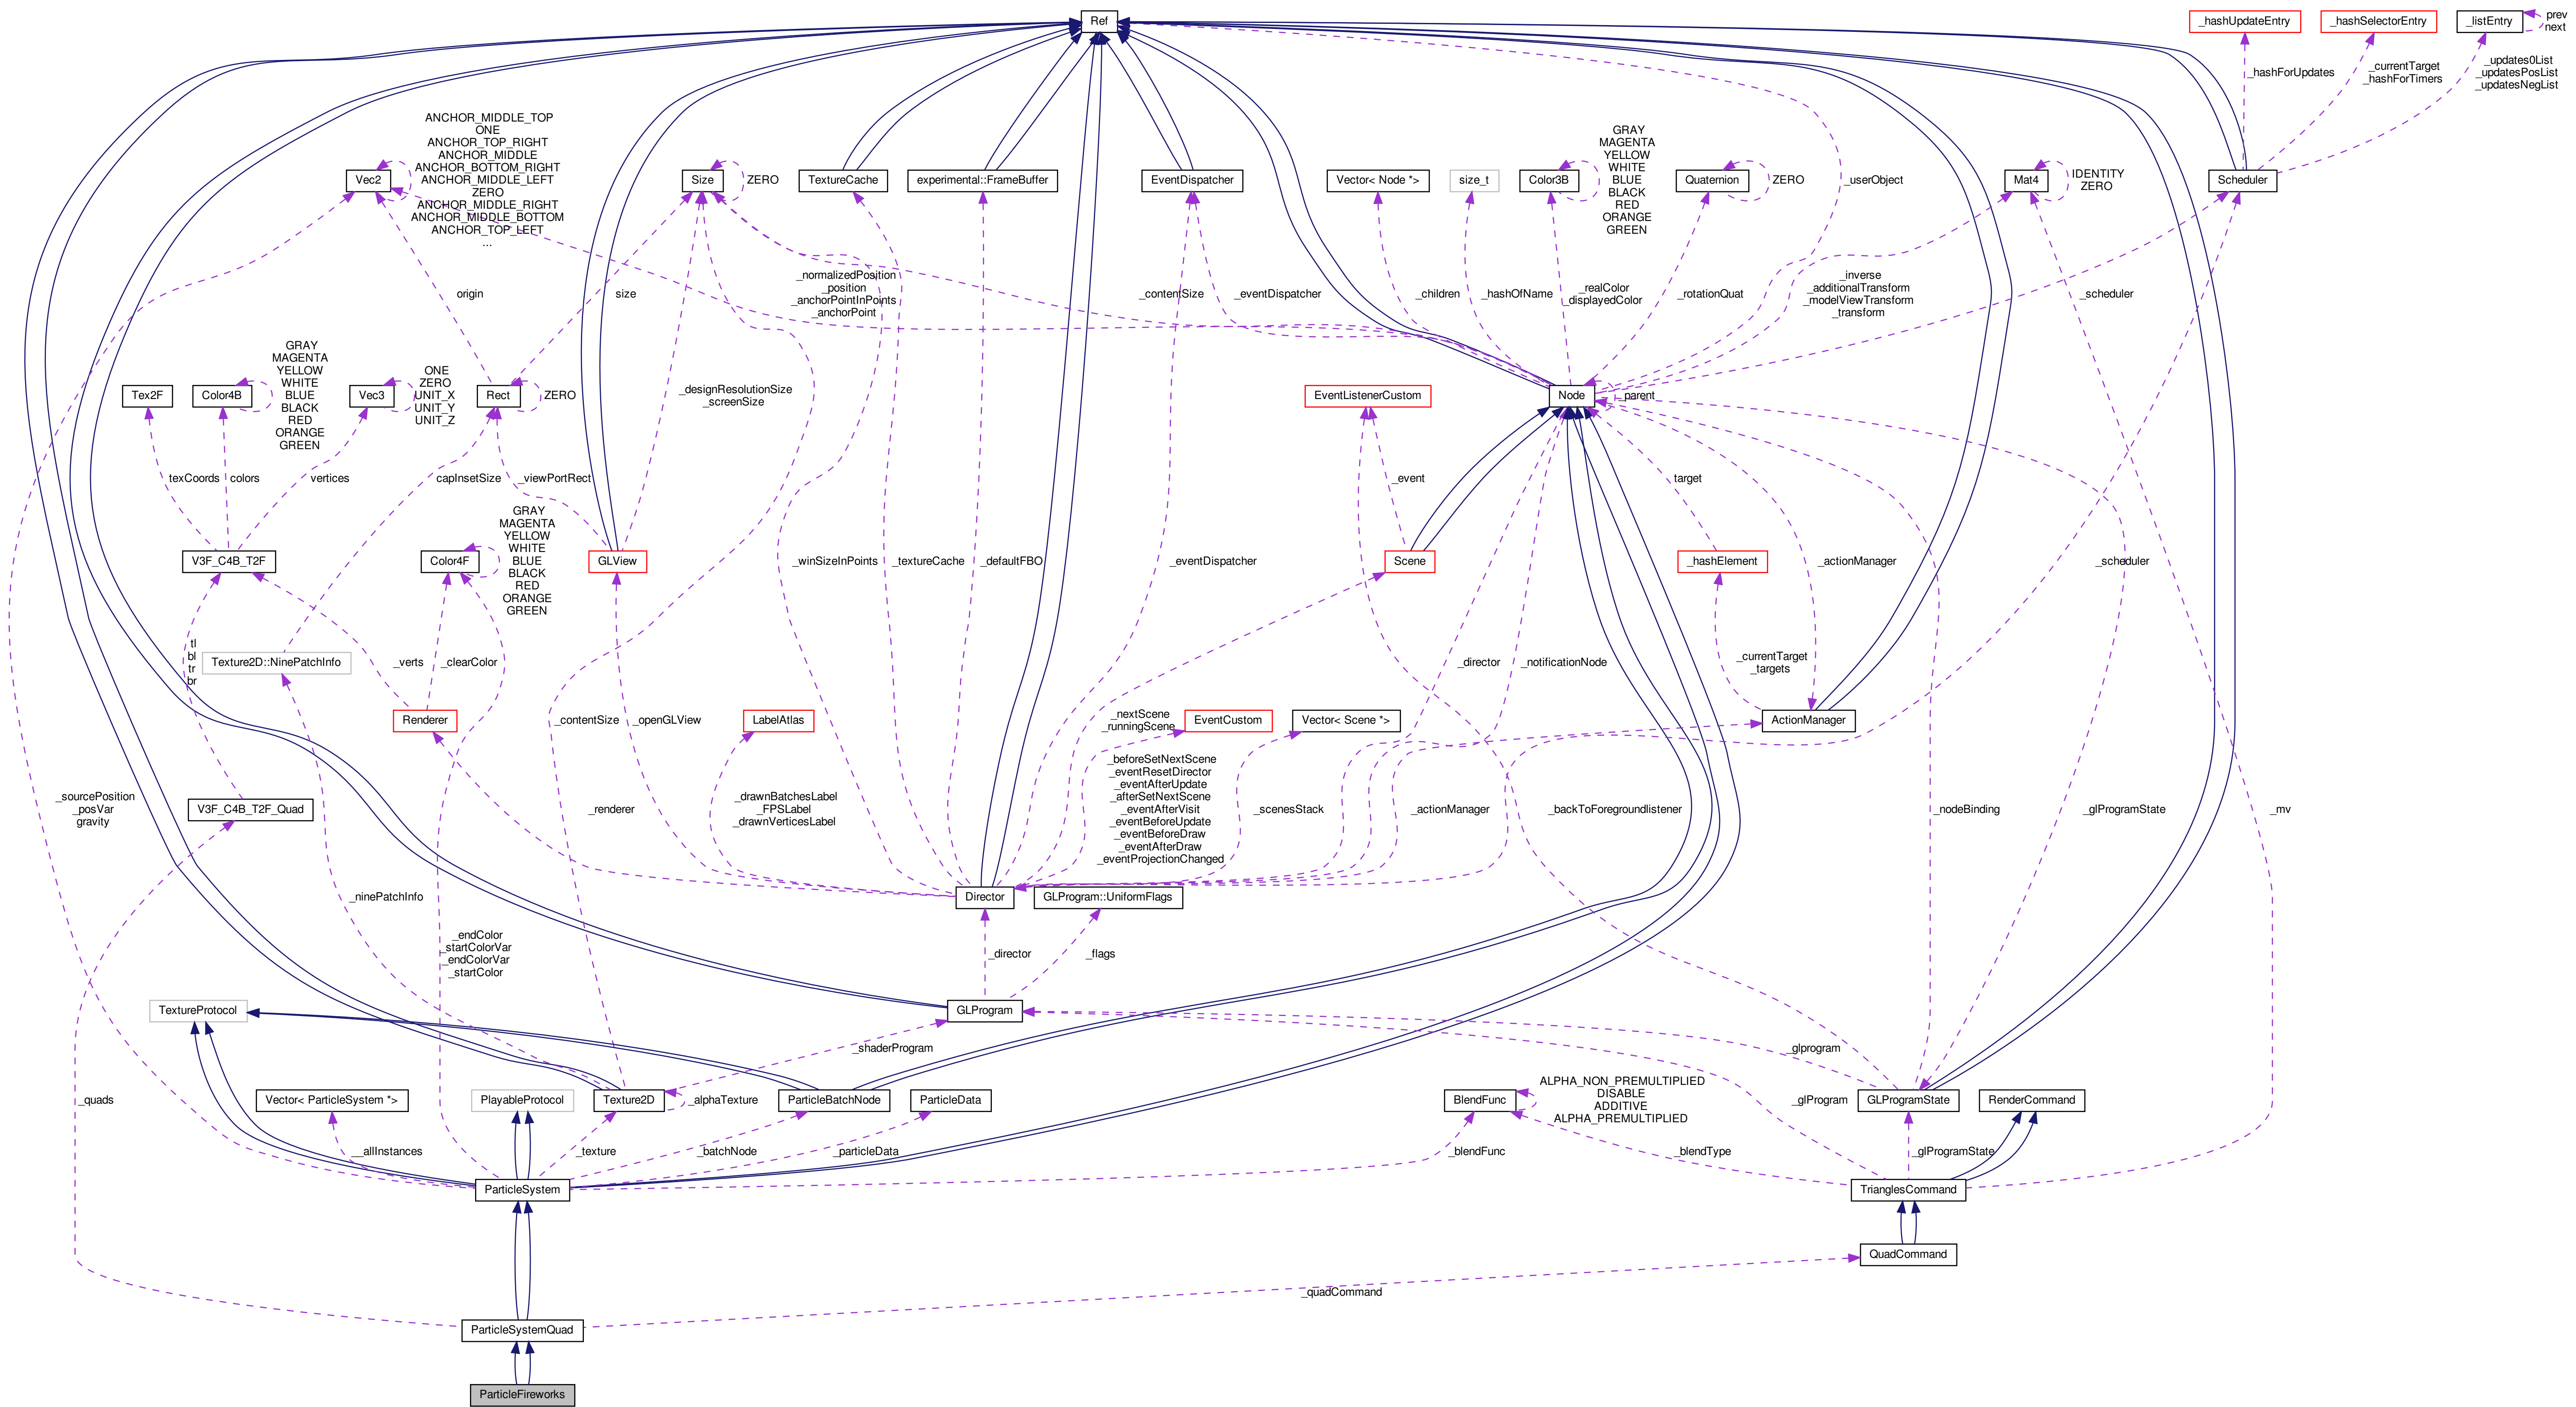 Ref
_hashUpdateEntry
_hashSelectorEntry
_listEntry
prev
next
_hashForUpdates
_currentTarget
_hashForTimers
_updates0List
_updatesPosList
_updatesNegList
ANCHOR_MIDDLE_TOP
ONE
ANCHOR_TOP_RIGHT
ANCHOR_MIDDLE
ANCHOR_BOTTOM_RIGHT
ANCHOR_MIDDLE_LEFT
ZERO
ANCHOR_MIDDLE_RIGHT
ANCHOR_MIDDLE_BOTTOM
ANCHOR_TOP_LEFT
...
Vec2
Size
ZERO
TextureCache
experimental::FrameBuffer
EventDispatcher
Vector< Node *>
size_t
Color3B
GRAY
MAGENTA
YELLOW
WHITE
BLUE
BLACK
RED
ORANGE
GREEN
Quaternion
ZERO
_userObject
Mat4
IDENTITY
ZERO
Scheduler
origin
size
_normalizedPosition
_position
_anchorPointInPoints
_anchorPoint
_contentSize
_eventDispatcher
_children
_hashOfName
_realColor
_displayedColor
_rotationQuat
_inverse
_additionalTransform
_modelViewTransform
_transform
_scheduler
Tex2F
Color4B
GRAY
MAGENTA
YELLOW
WHITE
BLUE
BLACK
RED
ORANGE
GREEN
Vec3
ONE
ZERO
UNIT_X
UNIT_Y
UNIT_Z
Rect
ZERO
_designResolutionSize
_screenSize
EventListenerCustom
Node
_parent
texCoords
colors
vertices
capInsetSize
_viewPortRect
_event
target
V3F_C4B_T2F
Color4F
GRAY
MAGENTA
YELLOW
WHITE
BLUE
BLACK
RED
ORANGE
GREEN
GLView
_winSizeInPoints
_textureCache
_defaultFBO
_eventDispatcher
Scene
_hashElement
_actionManager
_scheduler
tl
bl
tr
br
Texture2D::NinePatchInfo
_verts
_clearColor
_director
_notificationNode
_currentTarget
_targets
Renderer
_contentSize
_openGLView
LabelAtlas
_nextScene
_runningScene
EventCustom
Vector< Scene *>
ActionManager
_sourcePosition
_posVar
gravity
V3F_C4B_T2F_Quad
_renderer
_drawnBatchesLabel
_FPSLabel
_drawnVerticesLabel
_beforeSetNextScene
_eventResetDirector
_eventAfterUpdate
_afterSetNextScene
_eventAfterVisit
_eventBeforeUpdate
_eventBeforeDraw
_eventAfterDraw
_eventProjectionChanged
_scenesStack
_actionManager
_backToForegroundlistener
_nodeBinding
_glProgramState
_mv
_ninePatchInfo
Director
GLProgram::UniformFlags
_endColor
_startColorVar
_endColorVar
_startColor
_director
_flags
TextureProtocol
GLProgram
_shaderProgram
_glprogram
_quads
Vector< ParticleSystem *>
PlayableProtocol
Texture2D
_alphaTexture
ParticleBatchNode
ParticleData
BlendFunc
ALPHA_NON_PREMULTIPLIED
DISABLE
ADDITIVE
ALPHA_PREMULTIPLIED
_glProgram
GLProgramState
RenderCommand
__allInstances
_texture
_batchNode
_particleData
_blendFunc
_blendType
_glProgramState
ParticleSystem
TrianglesCommand
QuadCommand
_quadCommand
ParticleSystemQuad
ParticleFireworks